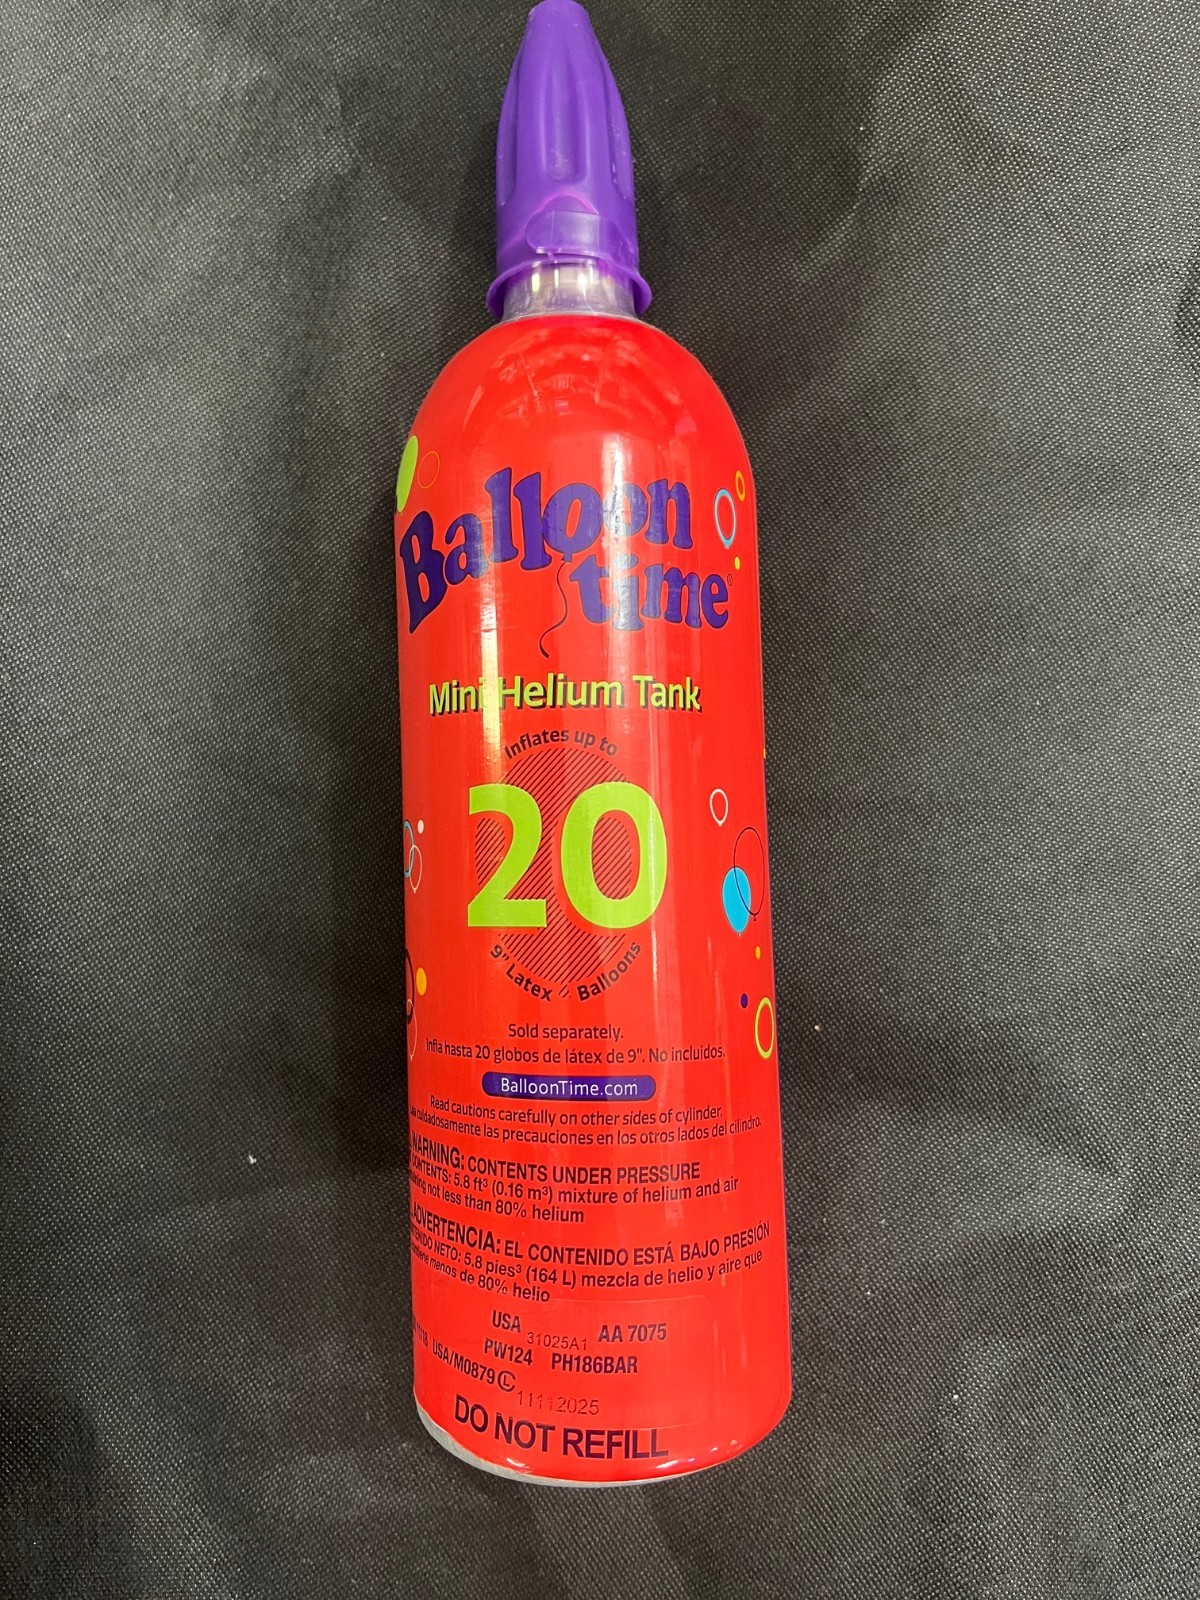 Balloon
time®
Mini Helium Tank
Inflates up to
20
9" Latex Balloons
Sold separately.
Infla hasta 20 globos de látex de 9". No incluidos.
BalloonTime.com
Read cautions carefully on other sides of cylinder.
cuidadosamente las precauciones en los otros lados del cilindro.
WARNING: CONTENTS UNDER PRESSURE
CONTENTS: 5.8 ft³ (0.16 m³) mixture of helium and air
not less than 80% helium
ADVERTENCIA: EL CONTENIDO ESTÁ BAJO PRESIÓN
NETO: 5.8 pies³ (164 L) mezcla de helio y aire que
menos de 80% helio
USA 31025A1 AA 7075
PW124 PH186BAR
USA/M0879 L
11112025
DO NOT REFILL